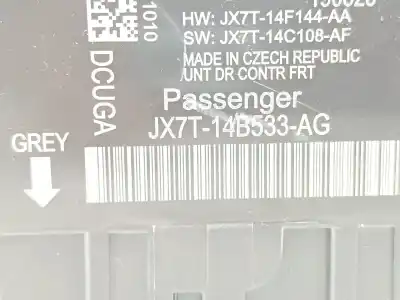 HW: JX7T-14F144-AA
SW: JX7T-14C108-AF
MADE IN CZECH REPUBLIC
/UNT DR CONTR FRT
Passenger
JX7T-14B533-AG
1010
DCUGA
GREY